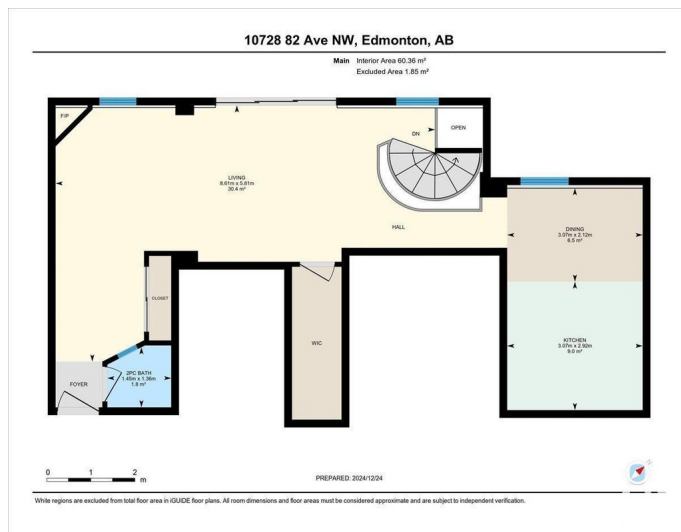 10728 82 Ave NW, Edmonton, AB
Main Interior Area 60.36 m²
Excluded Area 1.85 m²
F/P
DN
OPEN
LIVING
8.61m x 5.81m
30.4 m²
HALL
DINING
3.07m x 2.12m
6.5 m²
CLOSET
WIC
KITCHEN
3.07m x 2.92m
9.0 m²
2PC BATH
1.45m x 1.36m
1.8 m²
FOYER
0 1 2
m
PREPARED: 2024/12/24
N
White regions are excluded from total floor area in iGUIDE floor plans. All room dimensions and floor areas must be considered approximate and are subject to independent verification.